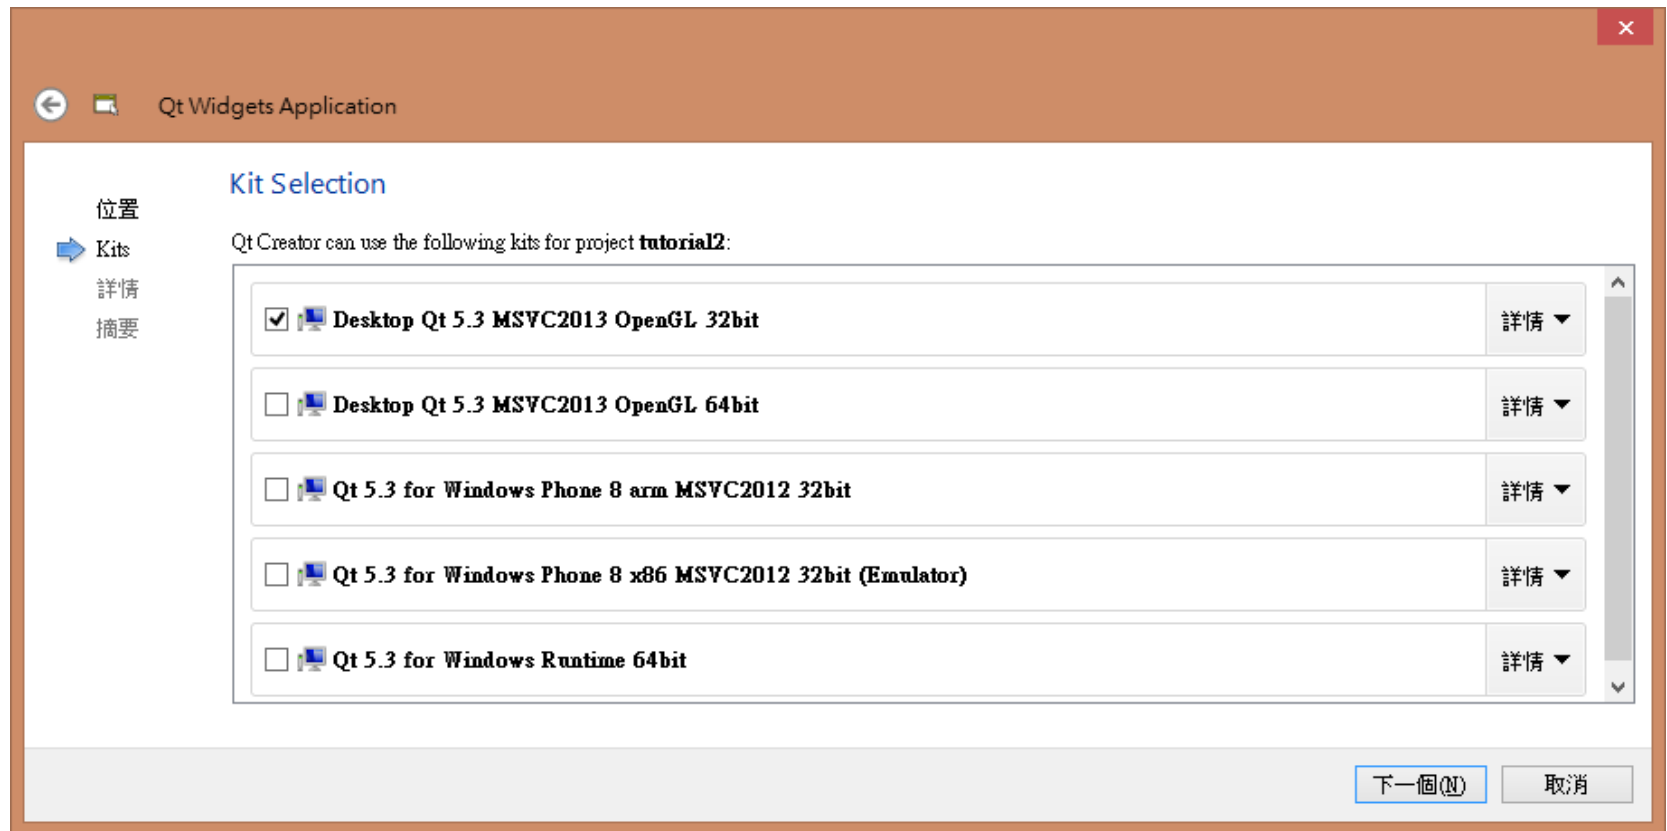 Qt Widgets Application
Kit Selection
位置
Kits
詳情
摘要
Qt Creator can use the following kits for project tutorial2:
Desktop Qt 5.3 MSVC2013 OpenGL 32bit 詳情
Desktop Qt 5.3 MSVC2013 OpenGL 64bit 詳情
Qt 5.3 for Windows Phone 8 arm MSVC2012 32bit 詳情
Qt 5.3 for Windows Phone 8 x86 MSVC2012 32bit (Emulator) 詳情
Qt 5.3 for Windows Runtime 64bit 詳情
下一個(N) 取消